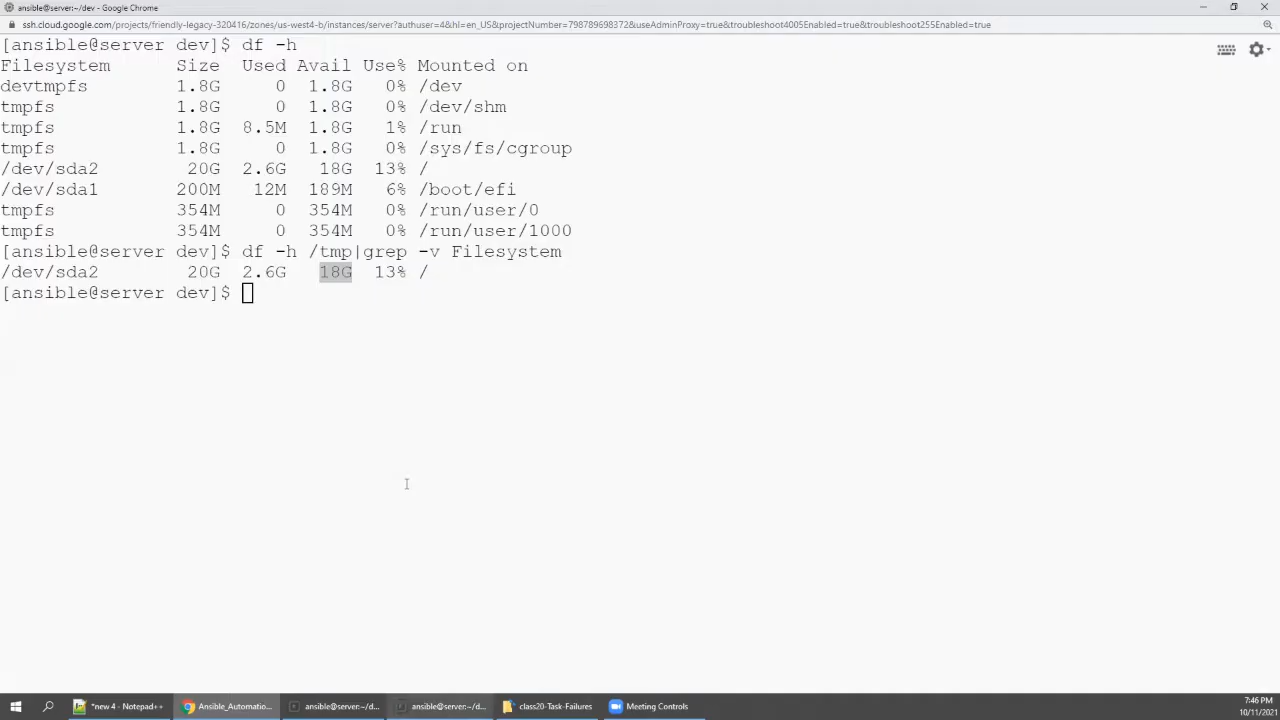 ansible@server:~/dev - Google Chrome
ssh.cloud.google.com/projects/friendly-legacy-320416/zones/us-west4-b/instances/server?authuser=4&hl=en_US&projectNumber=798789698372&useAdminProxy=true&troubleshoot4005Enabled=true&troubleshoot255Enabled=true
[ansible@server dev]$ df -h
Filesystem      Size  Used Avail Use% Mounted on
devtmpfs        1.8G     0  1.8G   0% /dev
tmpfs           1.8G     0  1.8G   0% /dev/shm
tmpfs           1.8G  8.5M  1.8G   1% /run
tmpfs           1.8G     0  1.8G   0% /sys/fs/cgroup
/dev/sda2        20G  2.6G   18G  13% /
/dev/sda1       200M   12M  189M   6% /boot/efi
tmpfs           354M     0  354M   0% /run/user/0
tmpfs           354M     0  354M   0% /run/user/1000
[ansible@server dev]$ df -h /tmp|grep -v Filesystem
/dev/sda2        20G  2.6G   18G  13% /
[ansible@server dev]$
*new 4 - Notepad++
Ansible_Automatio...
ansible@server:~/d...
ansible@server:~/d...
class20-Task-Failures
Meeting Controls
7:46 PM
10/11/2021